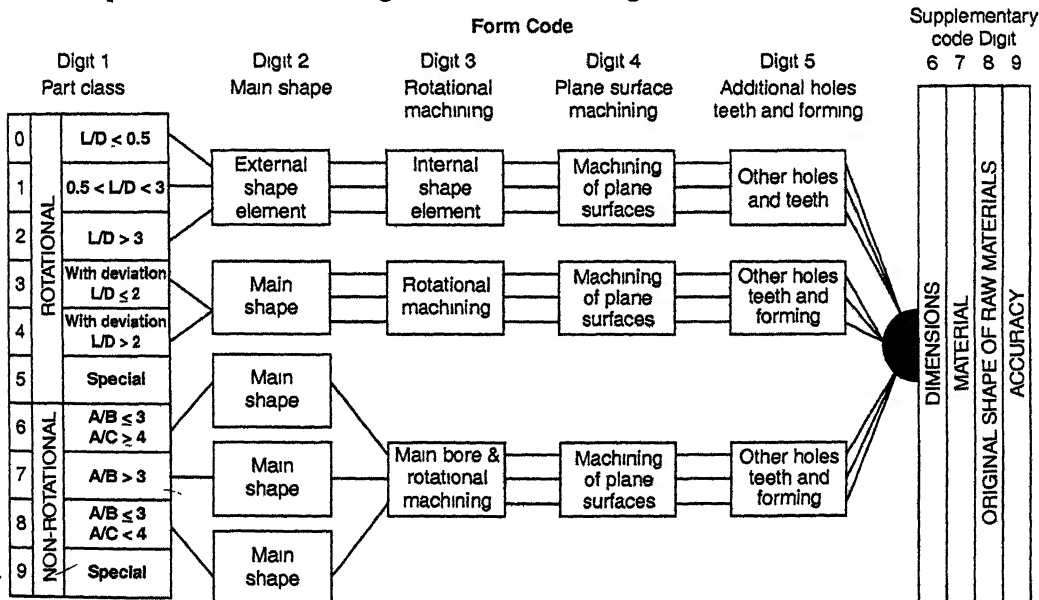 Form Code
Supplementary
code Digit
6 7 8 9
Digit 1
Part class
Digit 2
Main shape
Digit 3
Rotational
machining
Digit 4
Plane surface
machining
Digit 5
Additional holes
teeth and forming
0
L/D ≤ 0.5
1
0.5 < L/D < 3
2
L/D > 3
3
With deviation
L/D ≤ 2
4
With deviation
L/D > 2
5
Special
6
A/B ≤ 3
A/C ≥ 4
7
A/B > 3
8
A/B ≤ 3
A/C < 4
9
Special
ROTATIONAL
NON-ROTATIONAL
External
shape
element
Internal
shape
element
Machining
of plane
surfaces
Other holes
and teeth
Main
shape
Rotational
machining
Machining
of plane
surfaces
Other holes
teeth and
forming
Main
shape
Main
shape
Main
shape
Main bore &
rotational
machining
Machining
of plane
surfaces
Other holes
teeth and
forming
DIMENSIONS
MATERIAL
ORIGINAL SHAPE OF RAW MATERIALS
ACCURACY